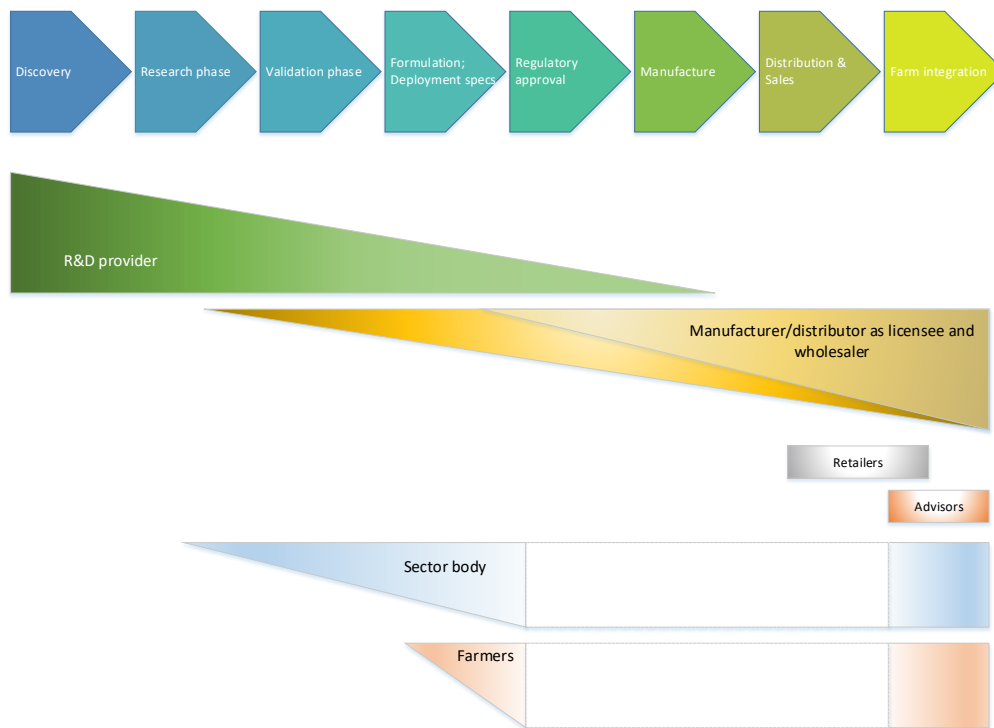 Discovery
Research phase
Validation phase
Formulation;
Deployment specs
Regulatory
approval
Manufacture
Distribution &
Sales
Farm integration
R&D provider
Manufacturer/distributor as licensee and
wholesaler
Retailers
Advisors
Sector body
Farmers